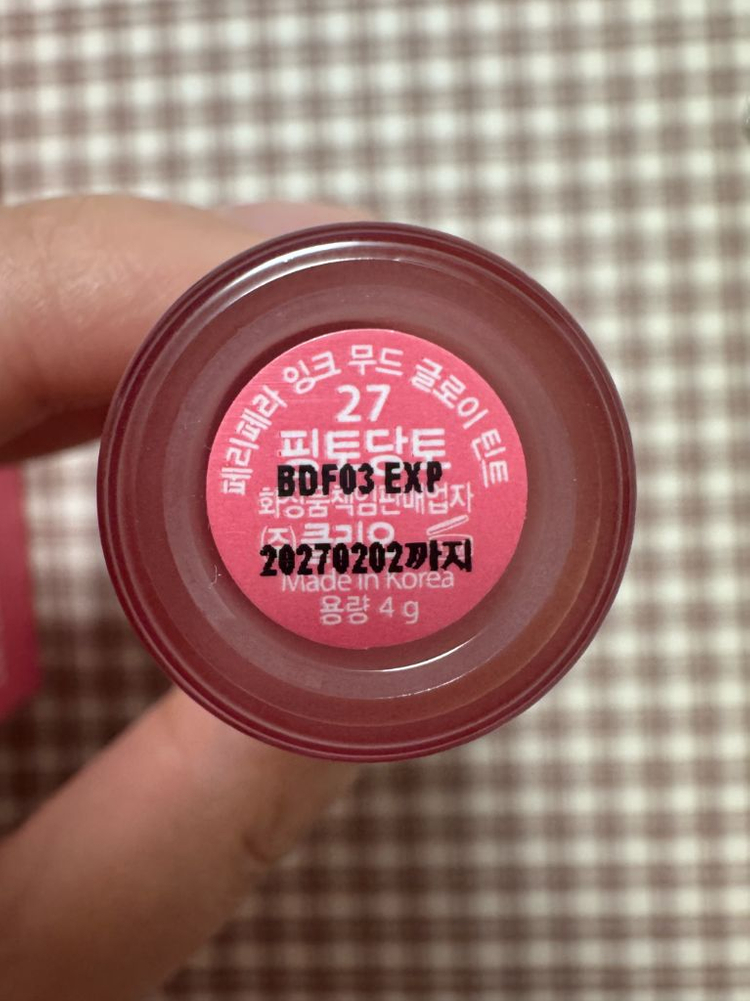 페리페라 잉크 무드 글로이 틴트
27
핑토당토
BDF03 EXP
화장품책임판매업자
(주)클리오
20270202까지
Made in Korea
용량 4 g